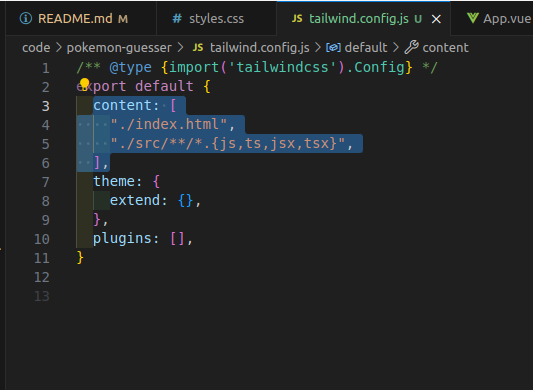 README.md M styles.css tailwind.config.js U App.vue
code > pokemon-guesser > JS tailwind.config.js > default > content
1 /** @type {import('tailwindcss').Config} */
2 export default {
3 content: [
4 "./index.html",
5 "./src/**/*.{js,ts,jsx,tsx}",
6 ],
7 theme: {
8 extend: {},
9 },
10 plugins: [],
11 }
12
13